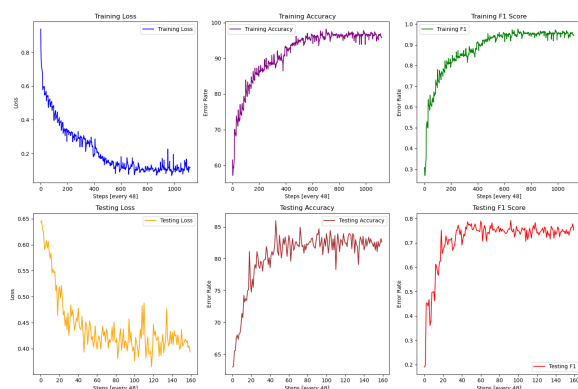 Training Loss
Training Loss
Loss
0.8
0.6
0.4
0.2
0 200 400 600 800 1000
Steps [every 48]
Training Accuracy
Training Accuracy
Error Rate
100
90
80
70
60
0 200 400 600 800 1000
Steps [every 48]
Training F1 Score
Training F1
Error Rate
1.0
0.9
0.8
0.7
0.6
0.5
0.4
0.3
0 200 400 600 800 1000
Steps [every 48]
Testing Loss
Testing Loss
Loss
0.65
0.60
0.55
0.50
0.45
0.40
0 20 40 60 80 100 120 140 160
Steps [every 48]
Testing Accuracy
Testing Accuracy
Error Rate
85
80
75
70
65
0 20 40 60 80 100 120 140 160
Steps [every 48]
Testing F1 Score
Testing F1
Error Rate
0.8
0.7
0.6
0.5
0.4
0.3
0.2
0 25 50 75 100 125 150
Steps [every 48]